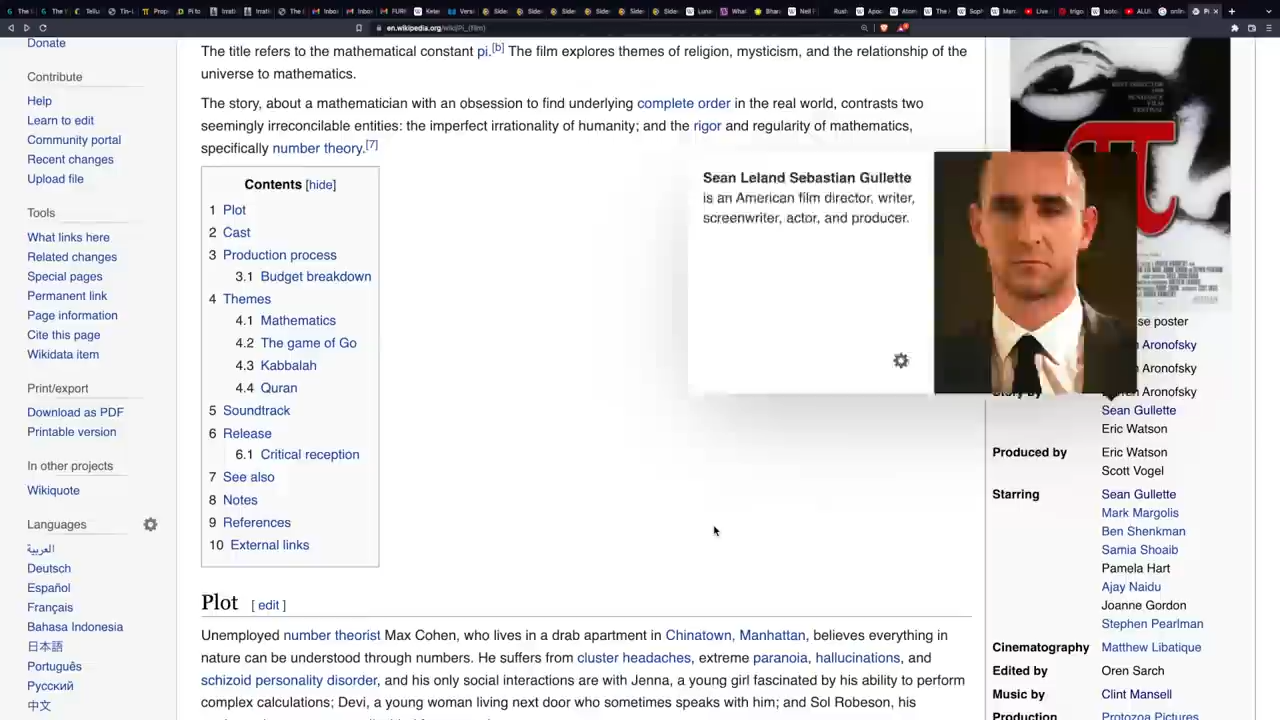 en.wikipedia.org/wiki/Pi_(film)
Donate
Contribute
Help
Learn to edit
Community portal
Recent changes
Upload file
Tools
What links here
Related changes
Special pages
Permanent link
Page information
Cite this page
Wikidata item
Print/export
Download as PDF
Printable version
In other projects
Wikiquote
Languages
العربية
Deutsch
Español
Français
Bahasa Indonesia
日本語
Português
Русский
中文
The title refers to the mathematical constant pi.[b] The film explores themes of religion, mysticism, and the relationship of the
universe to mathematics.
The story, about a mathematician with an obsession to find underlying complete order in the real world, contrasts two
seemingly irreconcilable entities: the imperfect irrationality of humanity; and the rigor and regularity of mathematics,
specifically number theory.[7]
Contents [hide]
1 Plot
2 Cast
3 Production process
3.1 Budget breakdown
4 Themes
4.1 Mathematics
4.2 The game of Go
4.3 Kabbalah
4.4 Quran
5 Soundtrack
6 Release
6.1 Critical reception
7 See also
8 Notes
9 References
10 External links
Sean Leland Sebastian Gullette
is an American film director, writer,
screenwriter, actor, and producer.
Plot [ edit ]
Unemployed number theorist Max Cohen, who lives in a drab apartment in Chinatown, Manhattan, believes everything in
nature can be understood through numbers. He suffers from cluster headaches, extreme paranoia, hallucinations, and
schizoid personality disorder, and his only social interactions are with Jenna, a young girl fascinated by his ability to perform
complex calculations; Devi, a young woman living next door who sometimes speaks with him; and Sol Robeson, his
π
se poster
Aronofsky
Aronofsky
Aronofsky
Sean Gullette
Eric Watson
Produced by Eric Watson
Scott Vogel
Starring Sean Gullette
Mark Margolis
Ben Shenkman
Samia Shoaib
Pamela Hart
Ajay Naidu
Joanne Gordon
Stephen Pearlman
Cinematography Matthew Libatique
Edited by Oren Sarch
Music by Clint Mansell
Production Protozoa Pictures